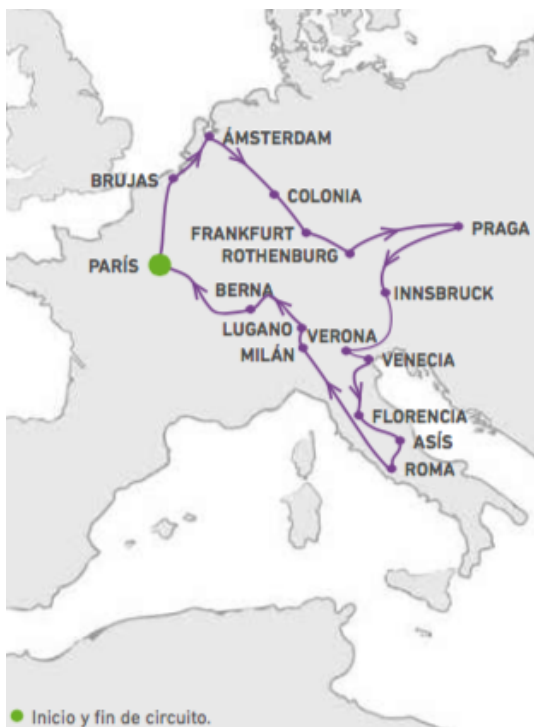 ÁMSTERDAM
BRUJAS
COLONIA
FRANKFURT
PRAGA
ROTHENBURG
PARÍS
BERNA
INNSBRUCK
LUGANO
VERONA
MILÁN
VENECIA
FLORENCIA
ASÍS
ROMA
Inicio y fin de circuito.